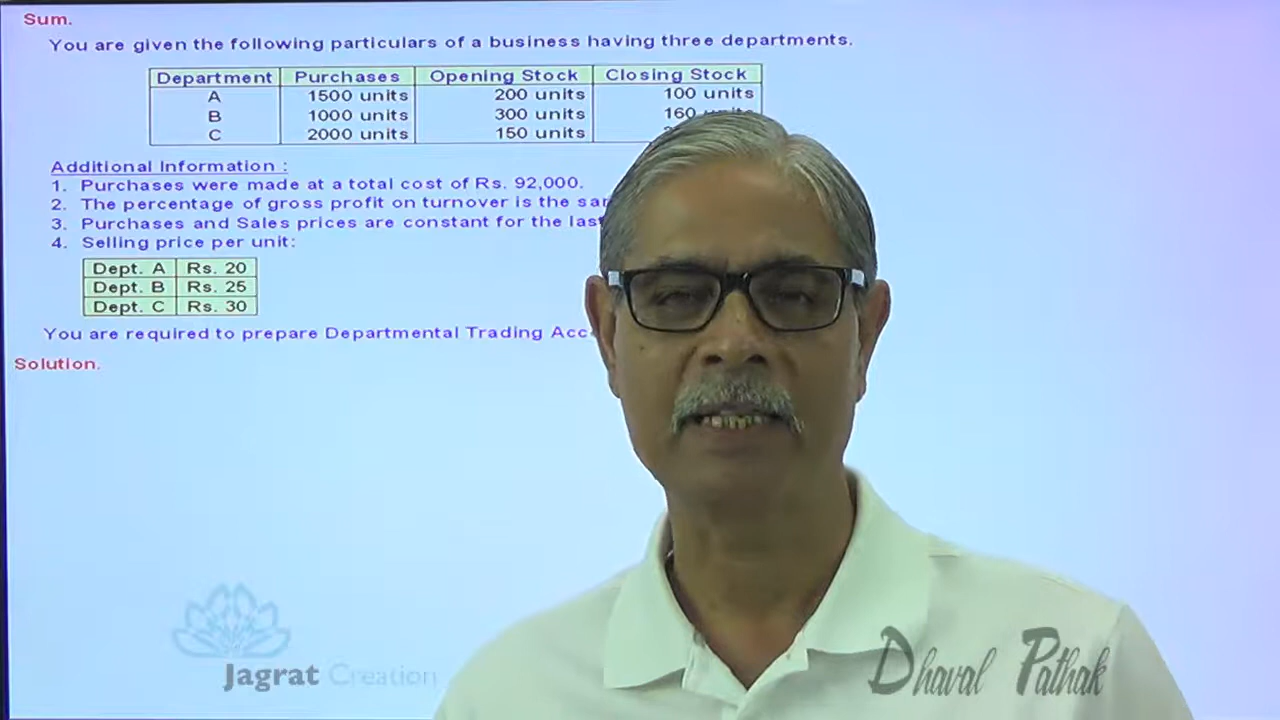 Sum.
You are given the following particulars of a business having three departments.
Department Purchases Opening Stock Closing Stock
A 1500 units 200 units 100 units
B 1000 units 300 units 160 units
C 2000 units 150 units
Additional Information :
1. Purchases were made at a total cost of Rs. 92,000.
2. The percentage of gross profit on turnover is the
3. Purchases and Sales prices are constant for the last
4. Selling price per unit:
Dept. A Rs. 20
Dept. B Rs. 25
Dept. C Rs. 30
You are required to prepare Departmental Trading
Solution.
Jagrat Creation
Dhaval Pathak